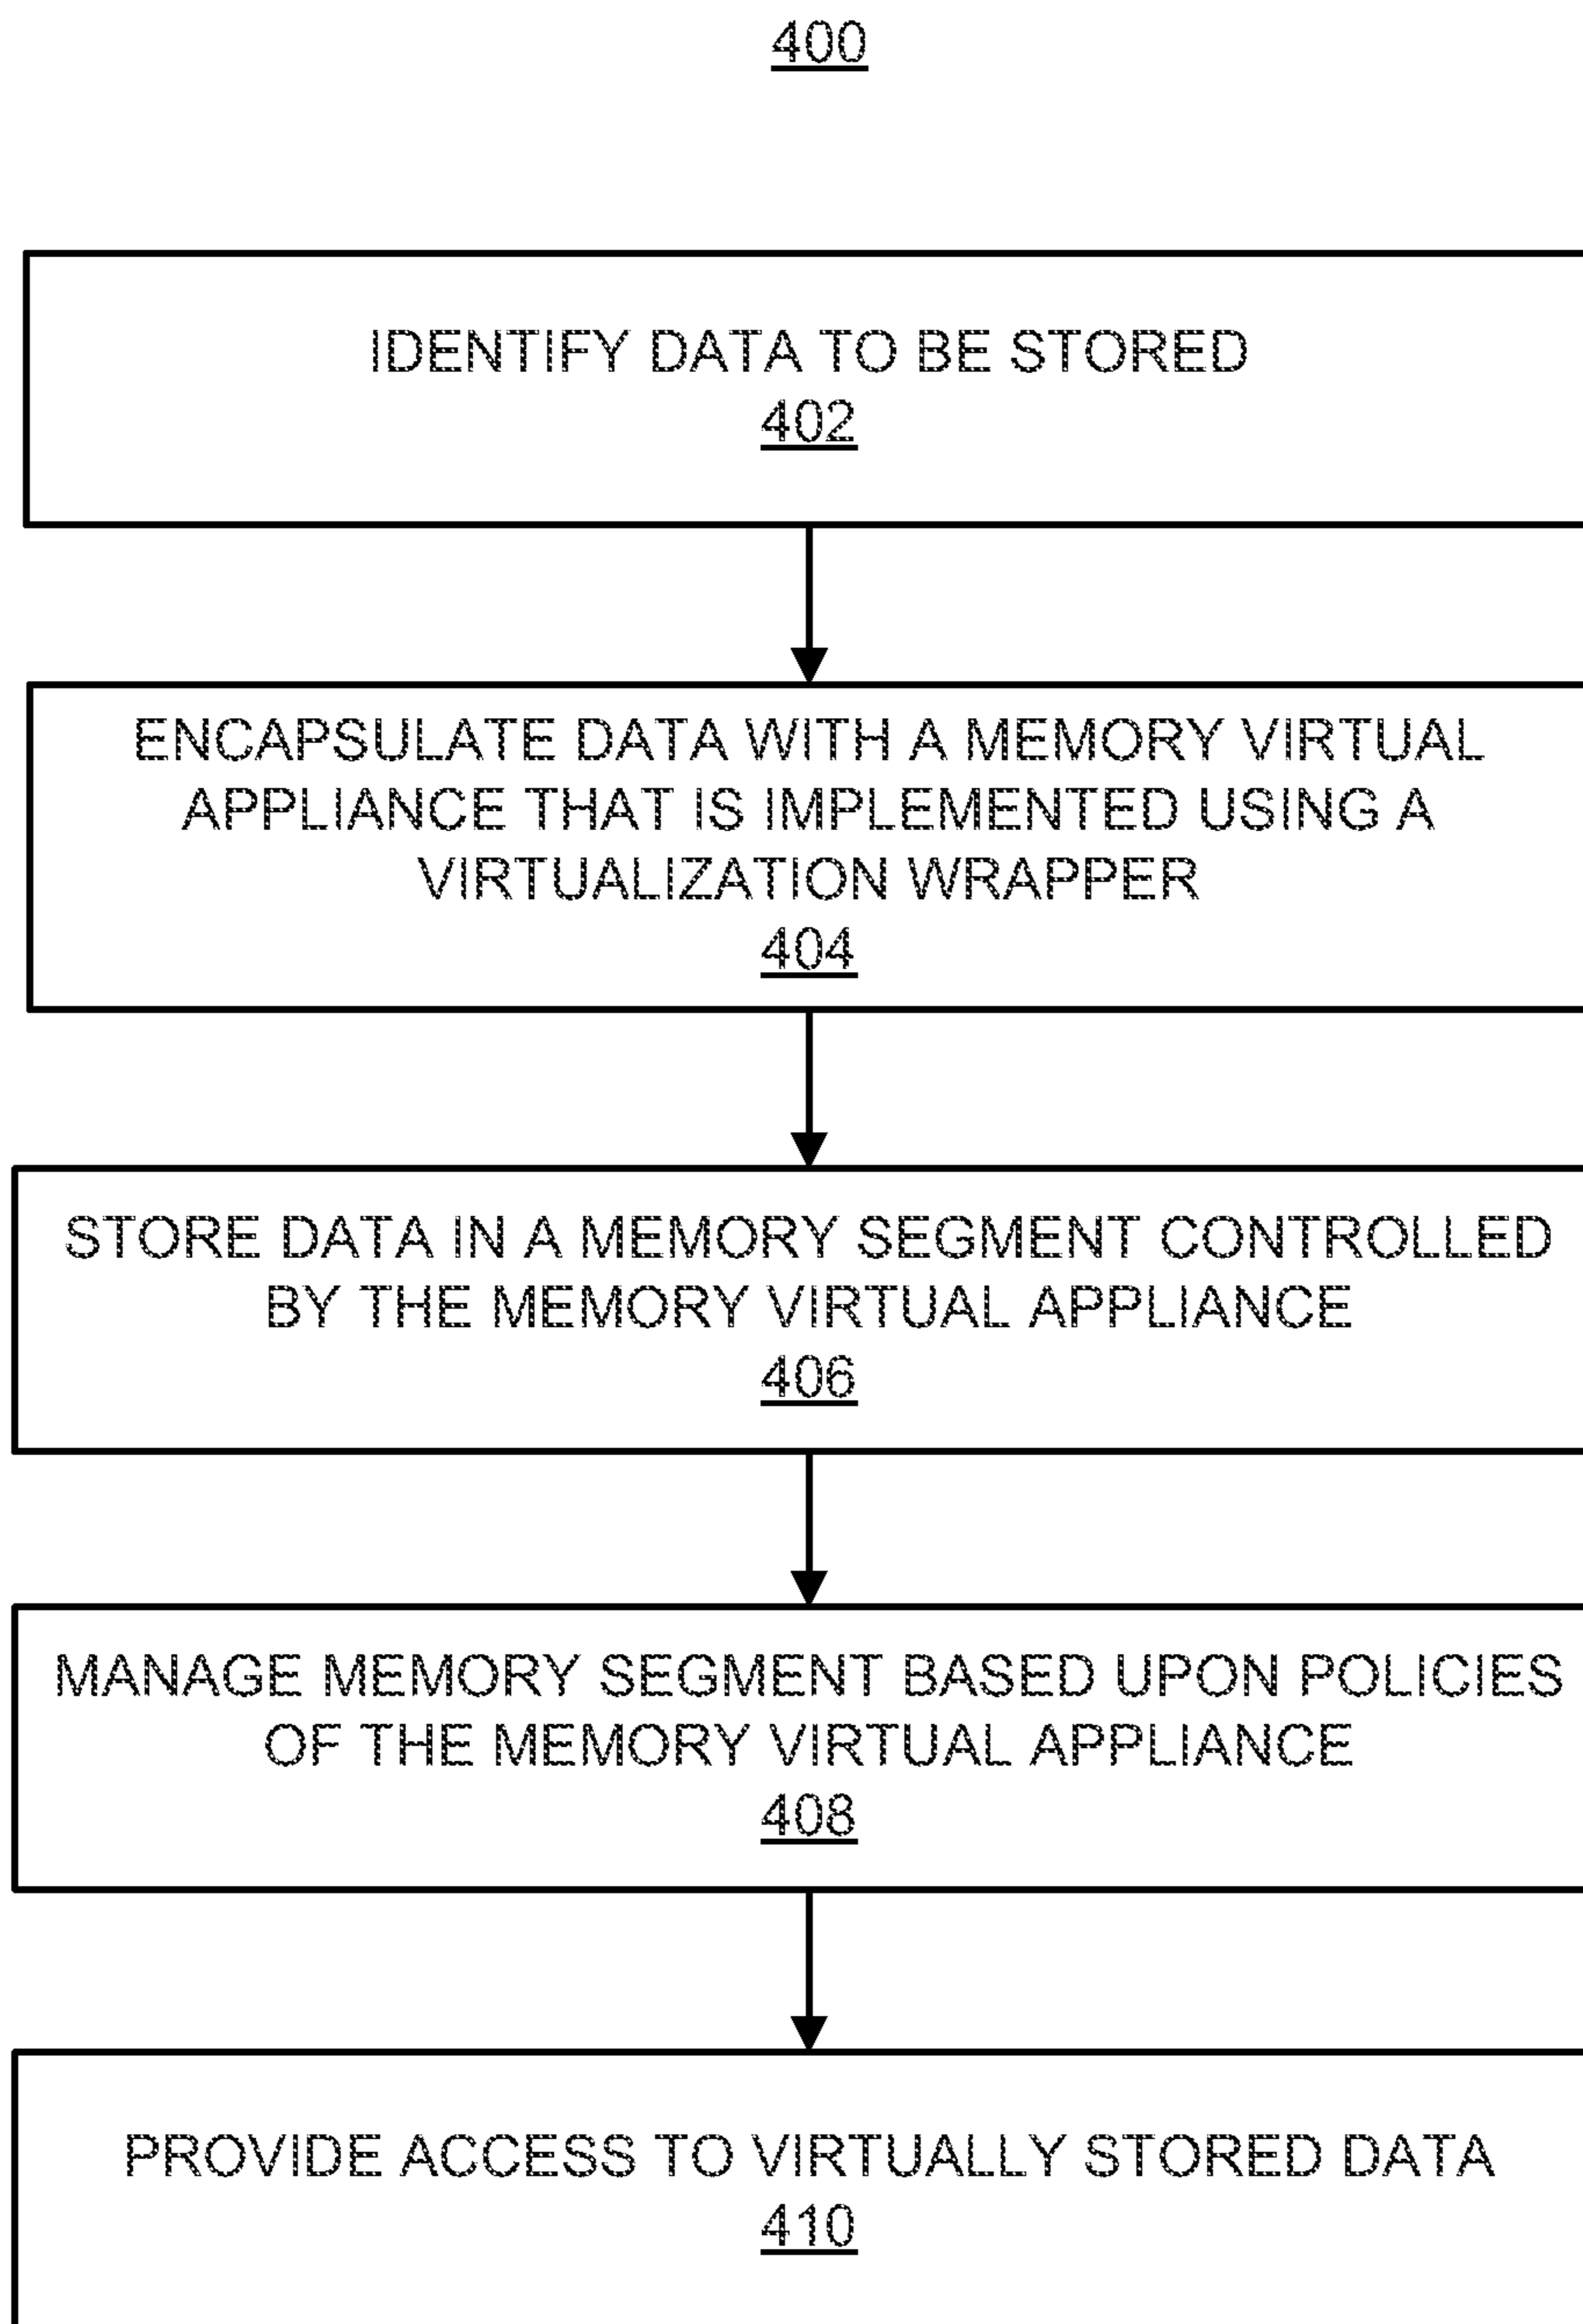 400
IDENTIFY DATA TO BE STORED
402
ENCAPSULATE DATA WITH A MEMORY VIRTUAL
APPLIANCE THAT IS IMPLEMENTED USING A
VIRTUALIZATION WRAPPER
404
STORE DATA IN A MEMORY SEGMENT CONTROLLED
BY THE MEMORY VIRTUAL APPLIANCE
406
MANAGE MEMORY SEGMENT BASED UPON POLICIES
OF THE MEMORY VIRTUAL APPLIANCE
408
PROVIDE ACCESS TO VIRTUALLY STORED DATA
410